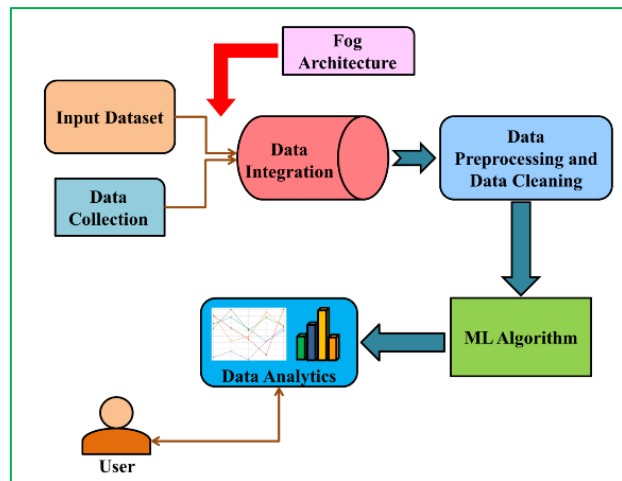 Fog
Architecture
Input Dataset
Data
Integration
Data
Preprocessing and
Data Cleaning
Data
Collection
ML Algorithm
Data Analytics
User